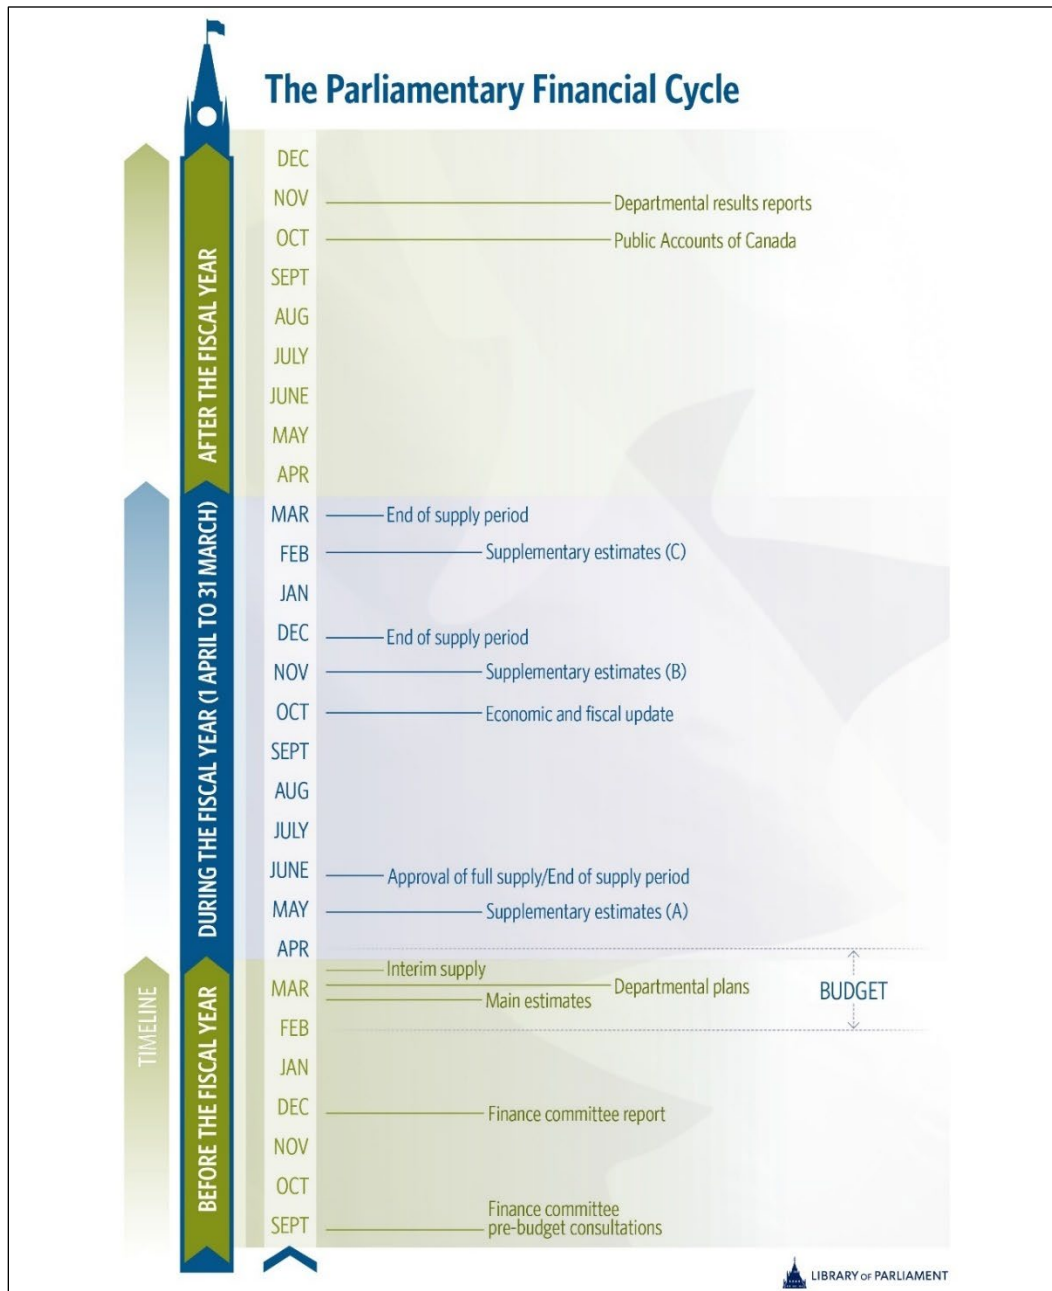 The Parliamentary Financial Cycle
DEC
NOV
Departmental results reports
OCT
Public Accounts of Canada
SEPT
AUG
JULY
JUNE
MAY
APR
AFTER THE FISCAL YEAR
MAR
End of supply period
FEB
Supplementary estimates (C)
JAN
DEC
End of supply period
NOV
Supplementary estimates (B)
OCT
Economic and fiscal update
SEPT
AUG
JULY
JUNE
Approval of full supply/End of supply period
MAY
Supplementary estimates (A)
APR
DURING THE FISCAL YEAR (1 APRIL TO 31 MARCH)
Interim supply
MAR
Departmental plans
Main estimates
BUDGET
FEB
JAN
DEC
Finance committee report
NOV
OCT
Finance committee
SEPT
pre-budget consultations
BEFORE THE FISCAL YEAR
TIMELINE
LIBRARY OF PARLIAMENT